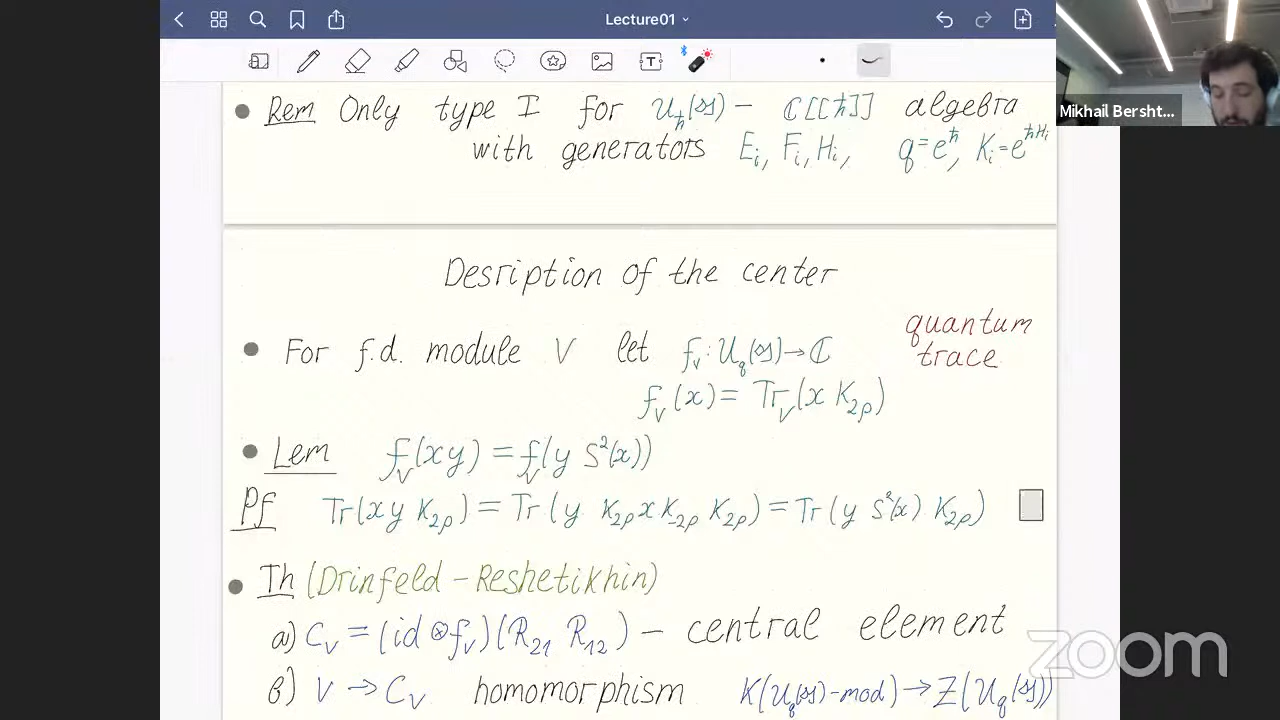 Lecture01
Mikhail Bersht...
Rem Only type I for U_ħ(𝔤) – ℂ[[ħ]] algebra
with generators E_i, F_i, H_i, q=e^ħ, K_i=e^{ħH_i}
Desription of the center
For f.d. module V let f_V: U_q(𝔤)→ℂ
quantum
trace
f_V(x) = Tr_V(x K_{2ρ})
Lem f_V(xy) = f_V(y S²(x))
Pf Tr(xy K_{2ρ}) = Tr(y K_{2ρ} x K_{-2ρ} K_{2ρ}) = Tr(y S²(x) K_{2ρ})
Th (Drinfeld – Reshetikhin)
a) C_V = (id ⊗ f_V)(R_{21} R_{12}) – central element
b) V → C_V homomorphism K(U_q(𝔤)-mod) → Z(U_q(𝔤))
zoom